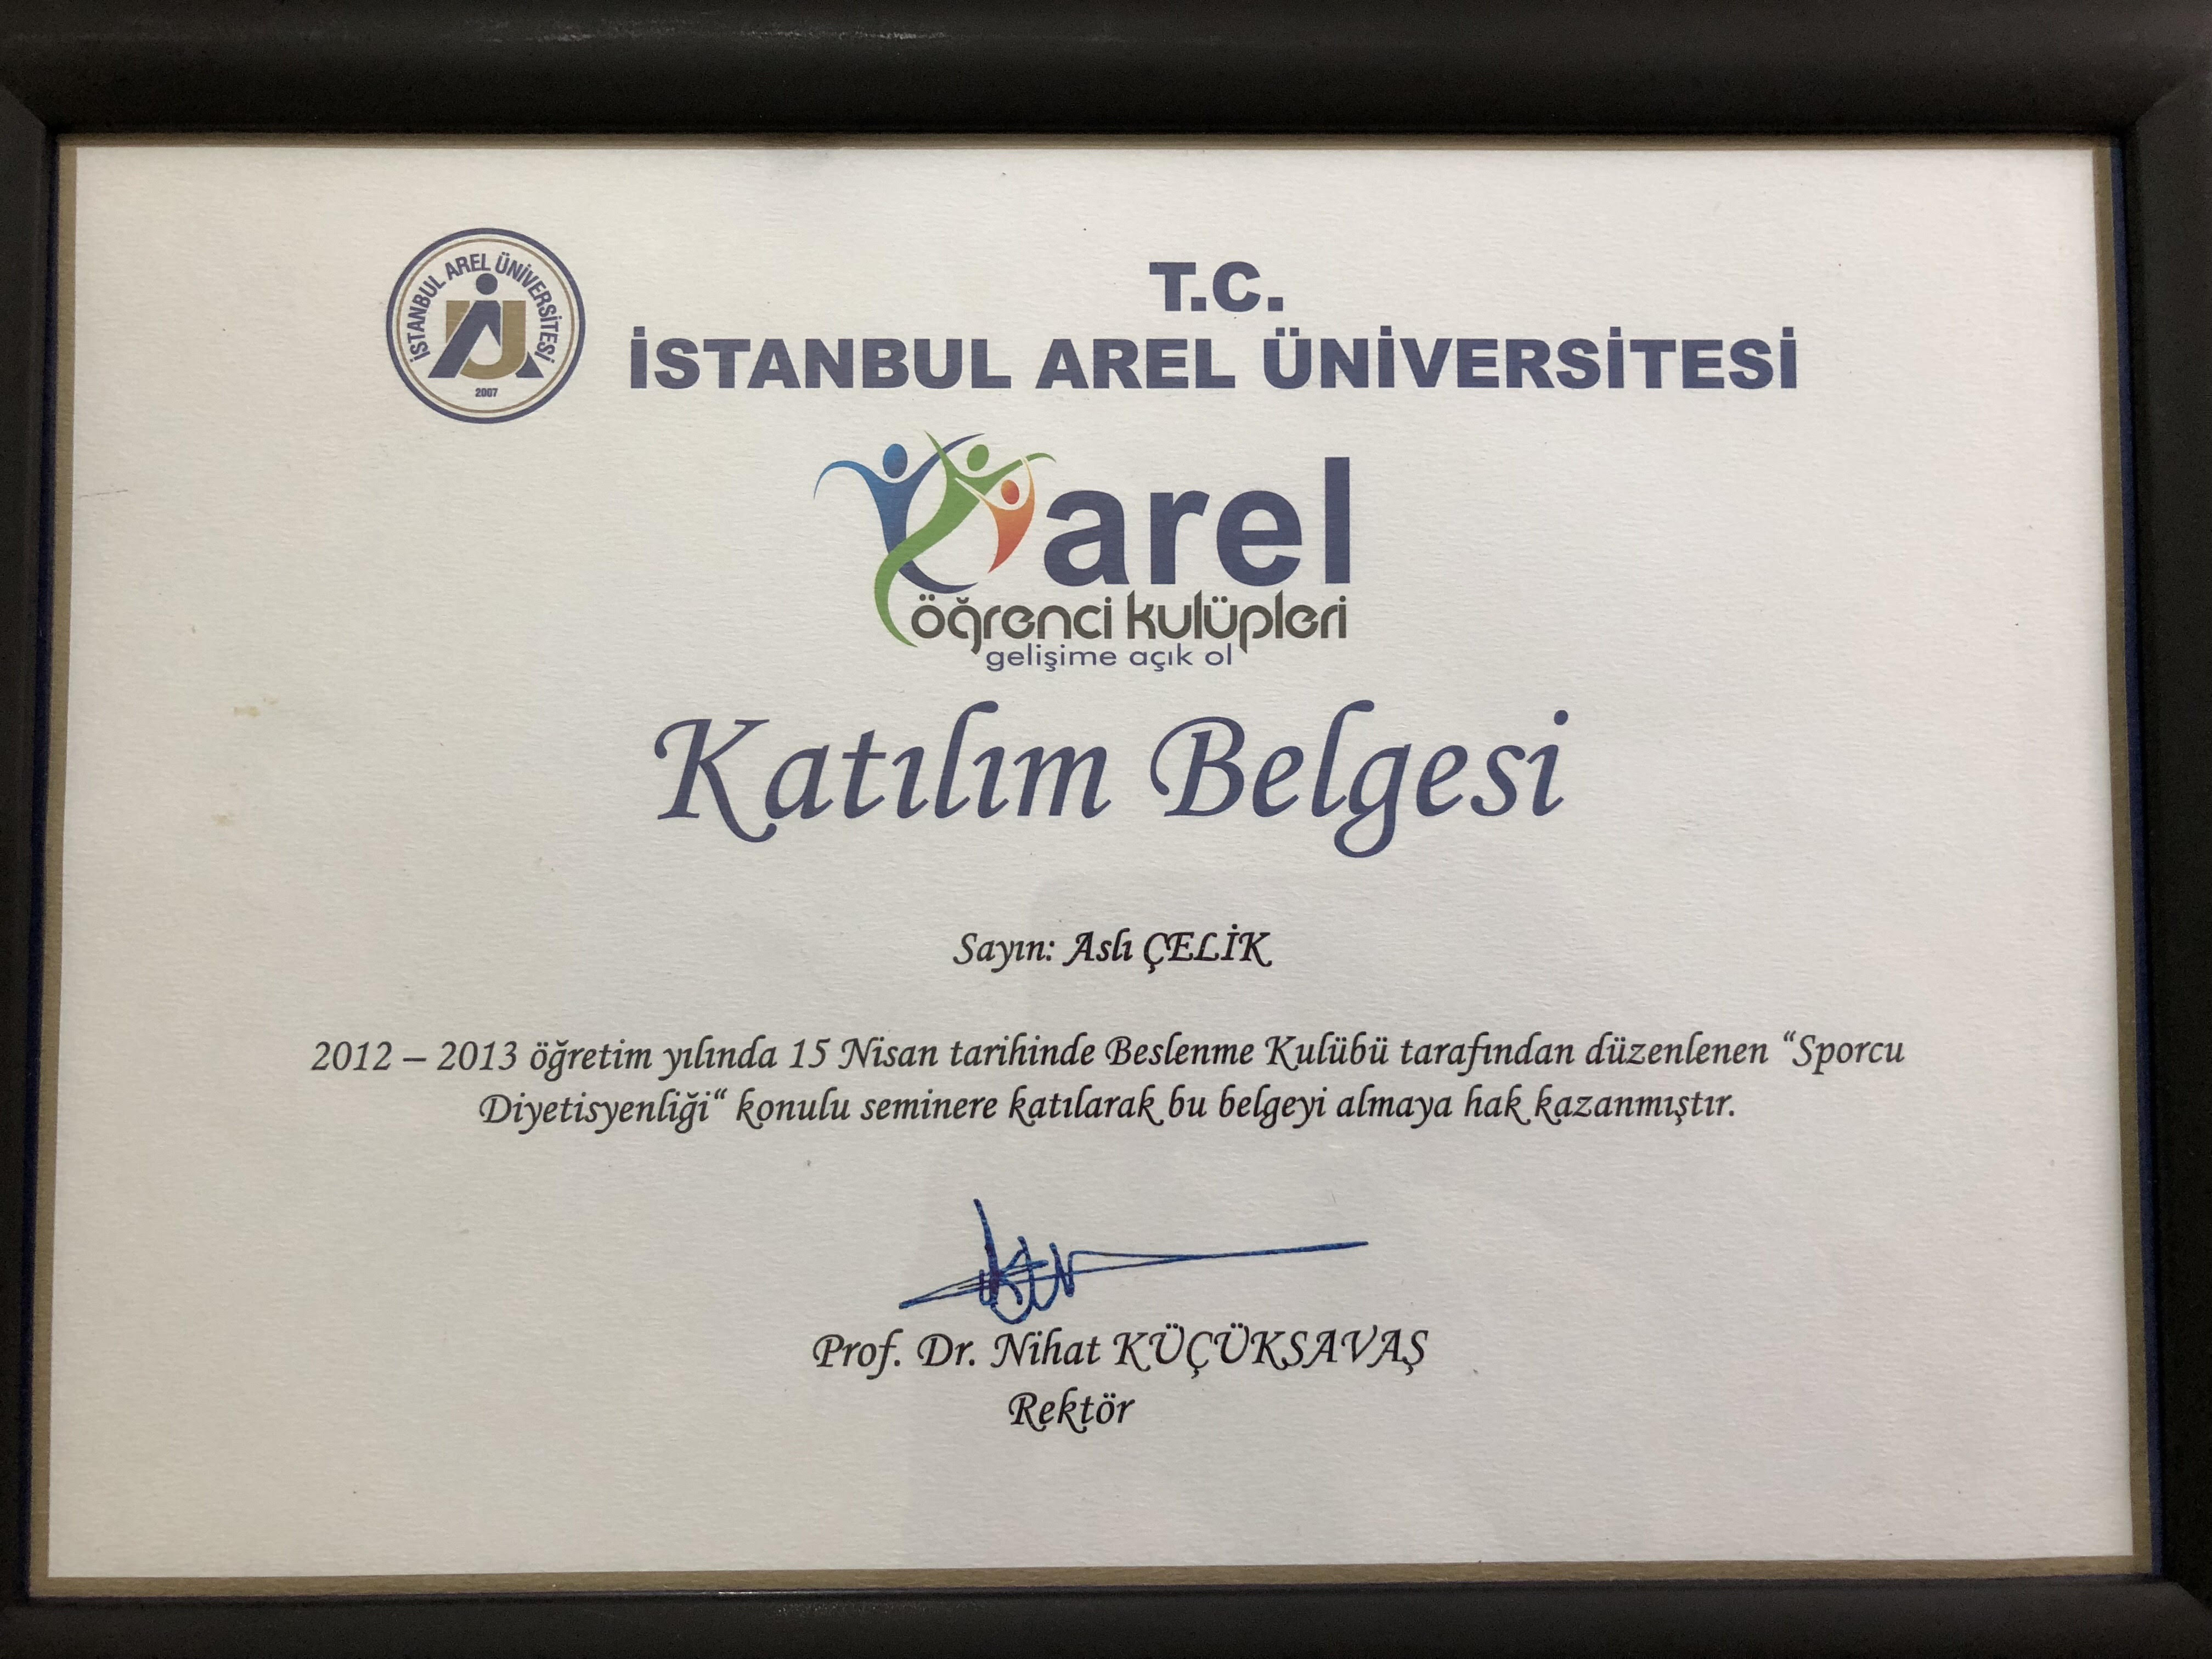 İSTANBUL AREL ÜNİVERSİTESİ
2007
T.C.
İSTANBUL AREL ÜNİVERSİTESİ
arel
öğrenci kulüpleri
gelişime açık ol
Katılım Belgesi
Sayın: Aslı ÇELİK
2012 – 2013 öğretim yılında 15 Nisan tarihinde Beslenme Kulübü tarafından düzenlenen “Sporcu
Diyetisyenliği“ konulu seminere katılarak bu belgeyi almaya hak kazanmıştır.
Prof. Dr. Nihat KÜÇÜKSAVAŞ
Rektör